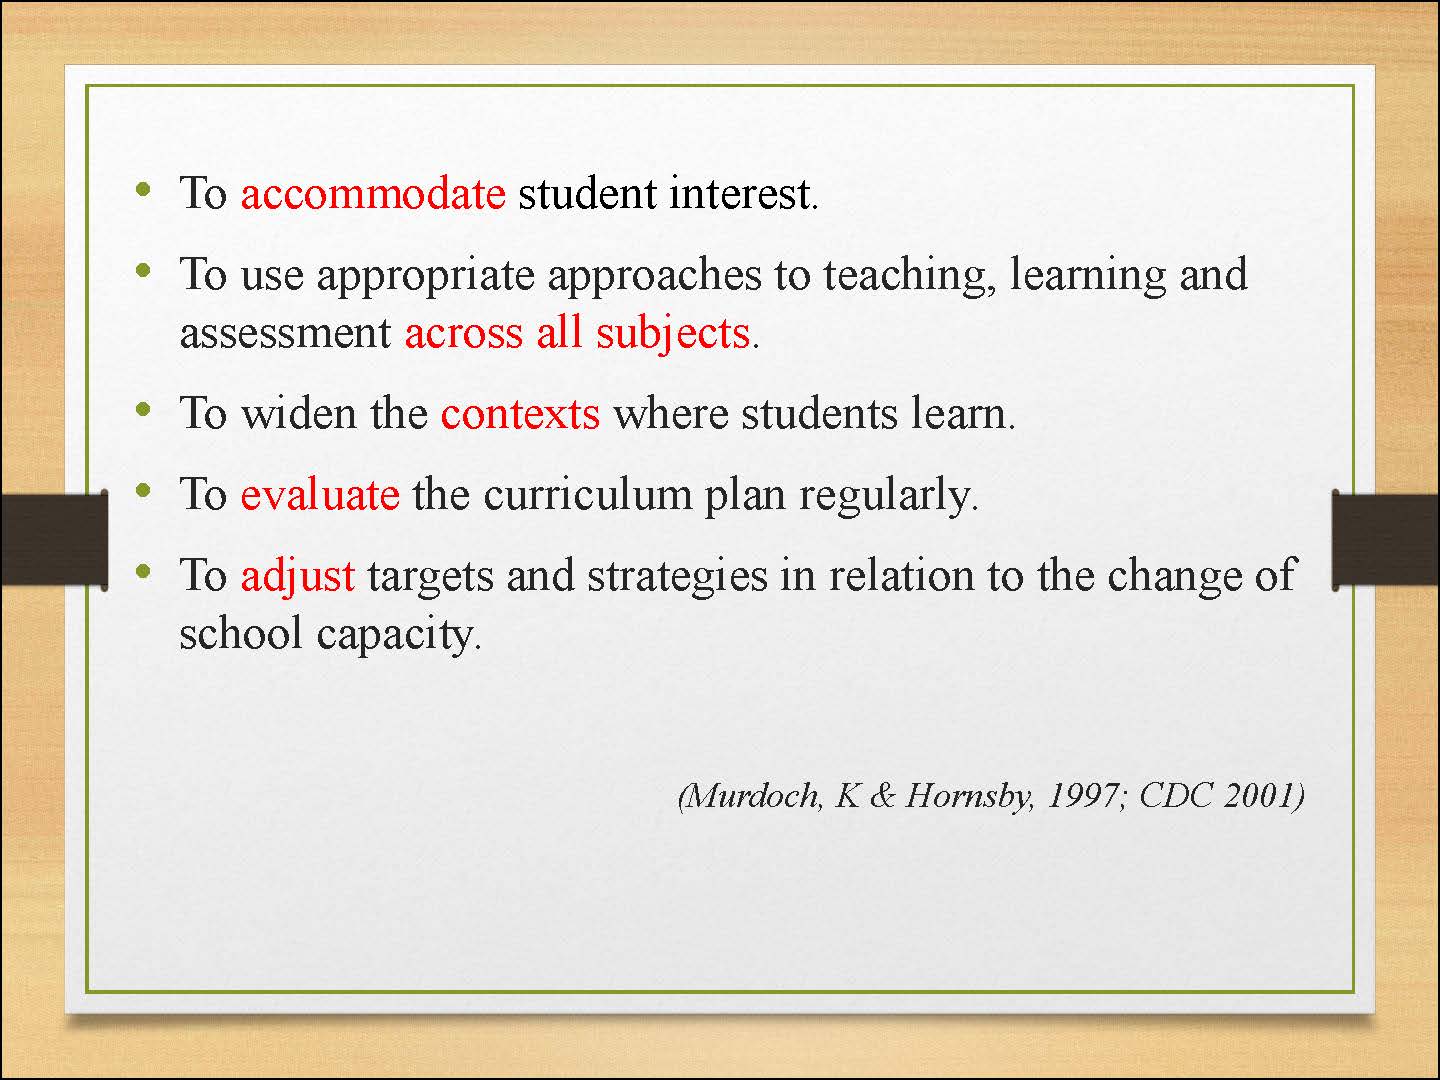 • To accommodate student interest.
• To use appropriate approaches to teaching, learning and
assessment across all subjects.
• To widen the contexts where students learn.
• To evaluate the curriculum plan regularly.
• To adjust targets and strategies in relation to the change of
school capacity.
(Murdoch, K & Hornsby, 1997; CDC 2001)